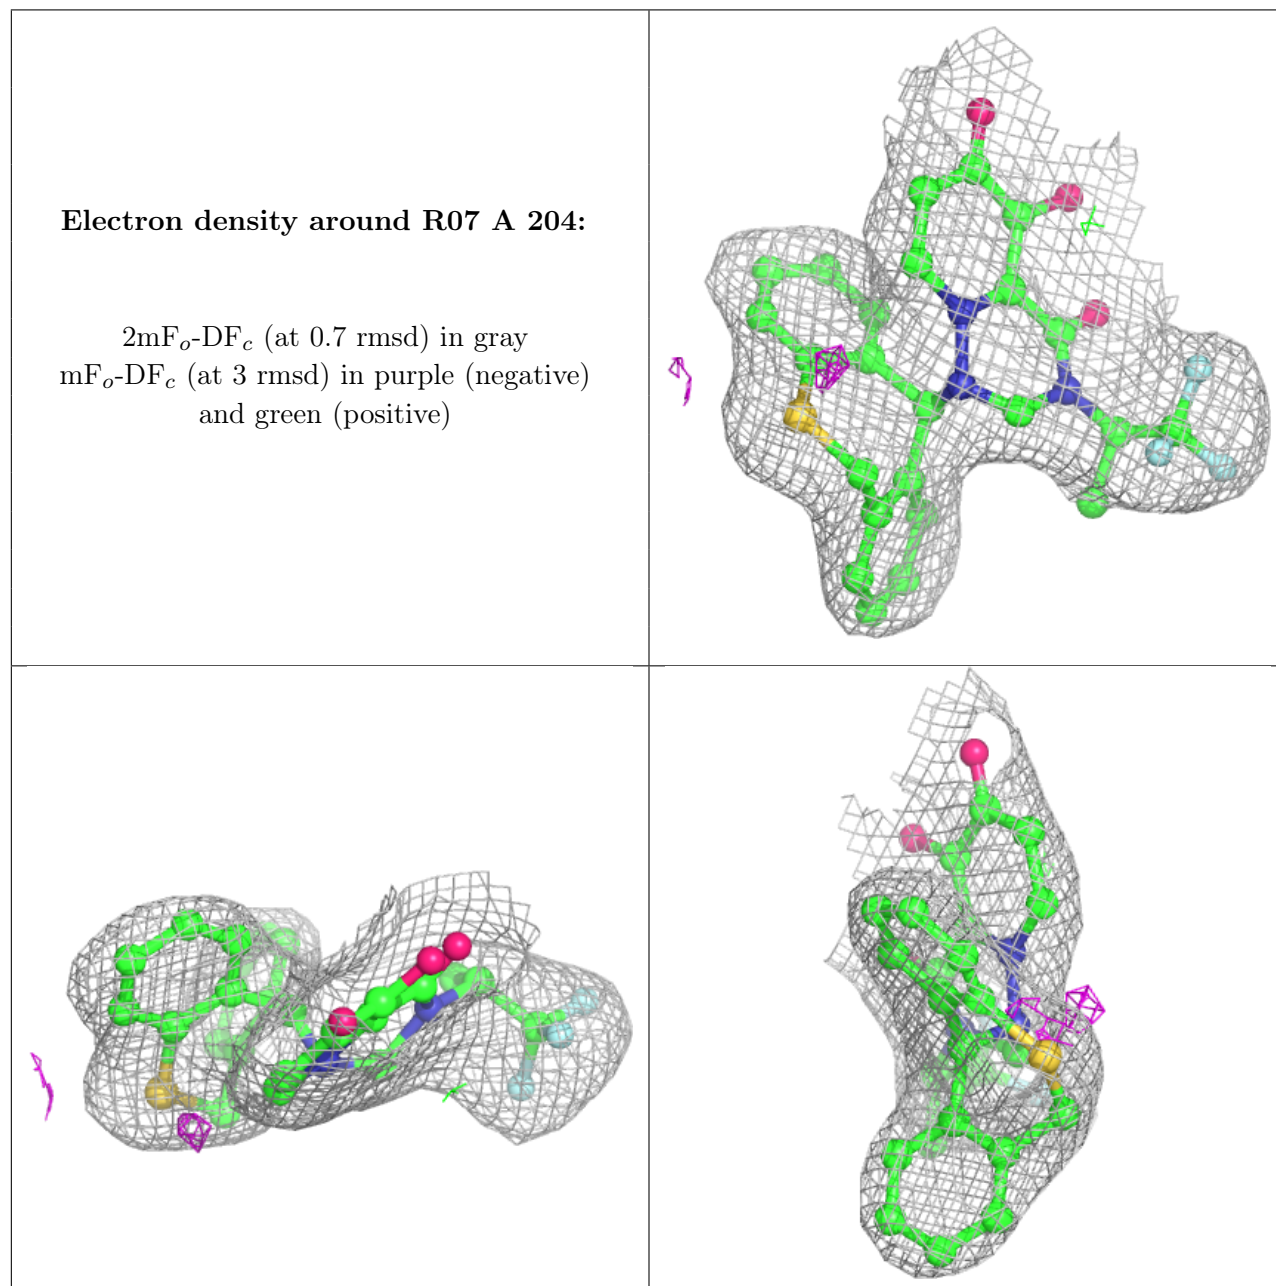 Electron density around R07 A 204:
2mFo-DFc (at 0.7 rmsd) in gray
mFo-DFc (at 3 rmsd) in purple (negative)
and green (positive)